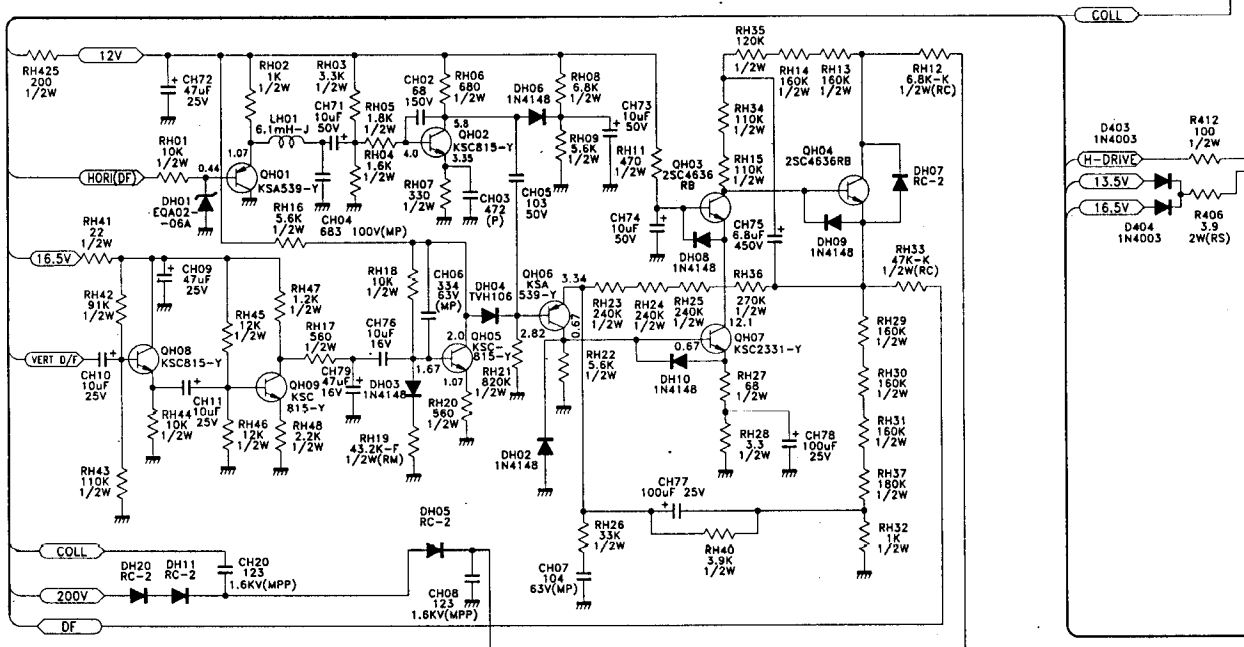 COLL
RH425
200
1/2W
12V
CH72
47uF
25V
RH02
1K
1/2W
RH03
3.3K
1/2W
CH71
10uF
50V
RH05
1.8K
1/2W
CH02
68
150V
RH06
680
1/2W
5.8
DH06
1N4148
RH08
6.8K
1/2W
CH73
10uF
50V
RH35
120K
1/2W
RH14
160K
1/2W
RH13
160K
1/2W
RH12
6.8K-K
1/2W(RC)
RH34
110K
1/2W
RH15
110K
1/2W
D403
1N4003
R412
100
1/2W
RH01
10K
1/2W
0.44
1.07
LH01
6.1mH-J
QH01
KSA539-Y
RH04
1.6K
1/2W
4.0
QH02
KSC815-Y
3.35
RH07
330
1/2W
CH03
472
(P)
CH05
103
50V
RH09
5.6K
1/2W
RH11
470
1/2W
QH03
2SC4636
RB
QH04
2SC4636RB
DH07
RC-2
H-DRIVE
13.5V
16.5V
D404
1N4003
R406
3.9
2W(RS)
HORI(DF)
DH01
EQA02
-06A
CH04
683
100V(MP)
RH16
5.6K
1/2W
CH74
10uF
50V
DH08
1N4148
CH75
6.8uF
450V
DH09
1N4148
RH33
47K-K
1/2W(RC)
RH41
22
1/2W
16.5V
CH09
47uF
25V
RH42
91K
1/2W
RH45
12K
1/2W
RH47
1.2K
1/2W
RH18
10K
1/2W
CH06
334
63V
(MP)
DH04
TVH106
QH06
KSA
539-Y
3.34
RH23
240K
1/2W
RH24
240K
1/2W
RH25
240K
1/2W
RH36
270K
1/2W
VERT D/F
CH10
10uF
25V
QH08
KSC815-Y
RH17
560
1/2W
CH76
10uF
16V
2.0
QH05
KSC-
815-Y
2.82
0.67
12.1
QH07
KSC2331-Y
0.67
RH29
160K
1/2W
RH44
10K
1/2W
CH11
10uF
25V
QH09
KSC
815-Y
CH79
47uF
16V
DH03
1N4148
1.67
1.07
RH21
820K
1/2W
RH22
5.6K
1/2W
DH10
1N4148
RH27
68
1/2W
RH30
160K
1/2W
RH46
12K
1/2W
RH48
2.2K
1/2W
RH19
43.2K-F
1/2W(RM)
RH20
560
1/2W
DH02
1N4148
RH28
3.3
1/2W
CH78
100uF
25V
RH31
160K
1/2W
RH43
110K
1/2W
CH77
100uF 25V
RH37
180K
1/2W
DH05
RC-2
RH26
33K
1/2W
RH40
3.9K
1/2W
RH32
1K
1/2W
COLL
DH20
RC-2
DH11
RC-2
CH20
123
1.6KV(MPP)
200V
CH08
123
1.6KV(MPP)
CH07
104
63V(MP)
DF